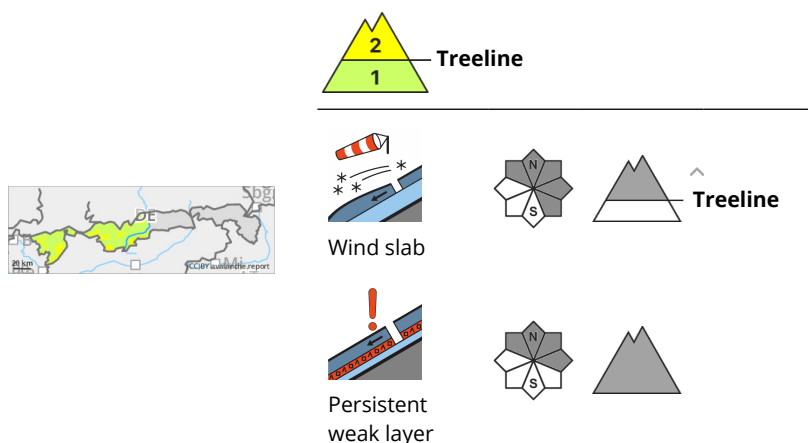 2
Treeline
1
N
S
Treeline
Wind slab
DE
Sbg
20 km
(CC)BY avalanche.report
N
S
Persistent
weak layer